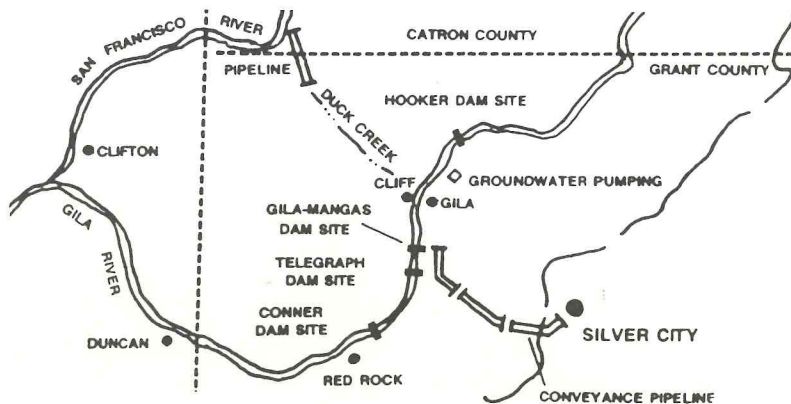 SAN FRANCISCO
RIVER
CATRON COUNTY
PIPELINE
GRANT COUNTY
DUCK CREEK
HOOKER DAM SITE
CLIFTON
CLIFF
GROUNDWATER PUMPING
GILA
GILA-MANGAS
DAM SITE
GILA
RIVER
TELEGRAPH
DAM SITE
CONNER
DAM SITE
DUNCAN
RED ROCK
SILVER CITY
CONVEYANCE PIPELINE